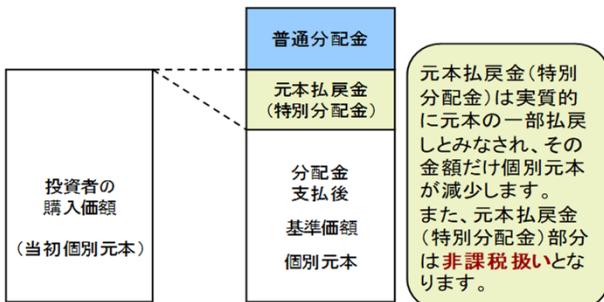 普通分配金
元本払戻金
（特別分配金）
投資者の
購入価額
（当初個別元本）
分配金
支払後
基準価額
個別元本
元本払戻金（特別
分配金）は実質的
に元本の一部払戻
しとみなされ、その
金額だけ個別元本
が減少します。
また、元本払戻金
（特別分配金）部分
は非課税扱いとな
ります。